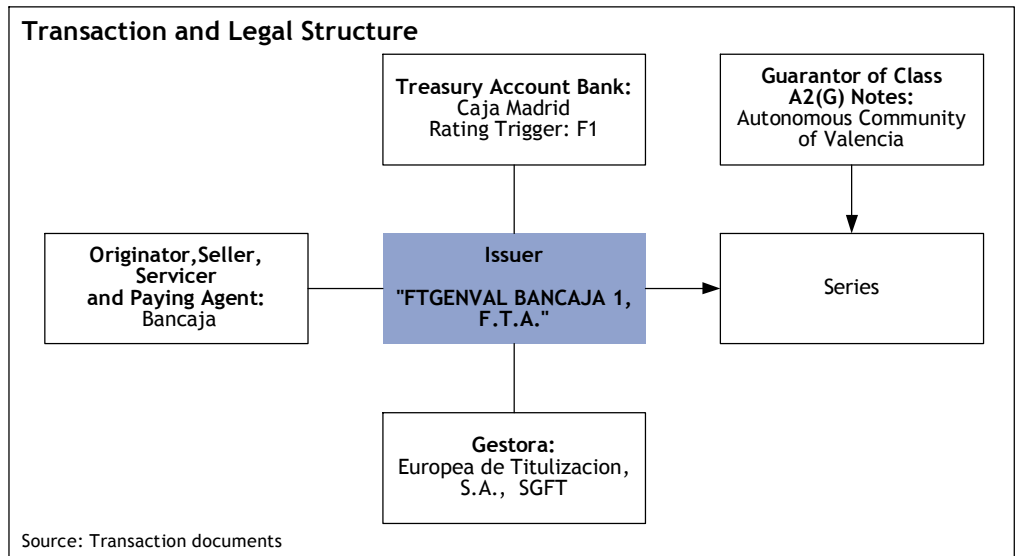 Transaction and Legal Structure
Treasury Account Bank:
Caja Madrid
Rating Trigger: F1
Guarantor of Class
A2(G) Notes:
Autonomous Community
of Valencia
Originator,Seller,
Servicer
and Paying Agent:
Bancaja
Issuer
"FTGENVAL BANCAJA 1,
F.T.A."
Series
Gestora:
Europea de Titulizacion,
S.A., SGFT
Source: Transaction documents